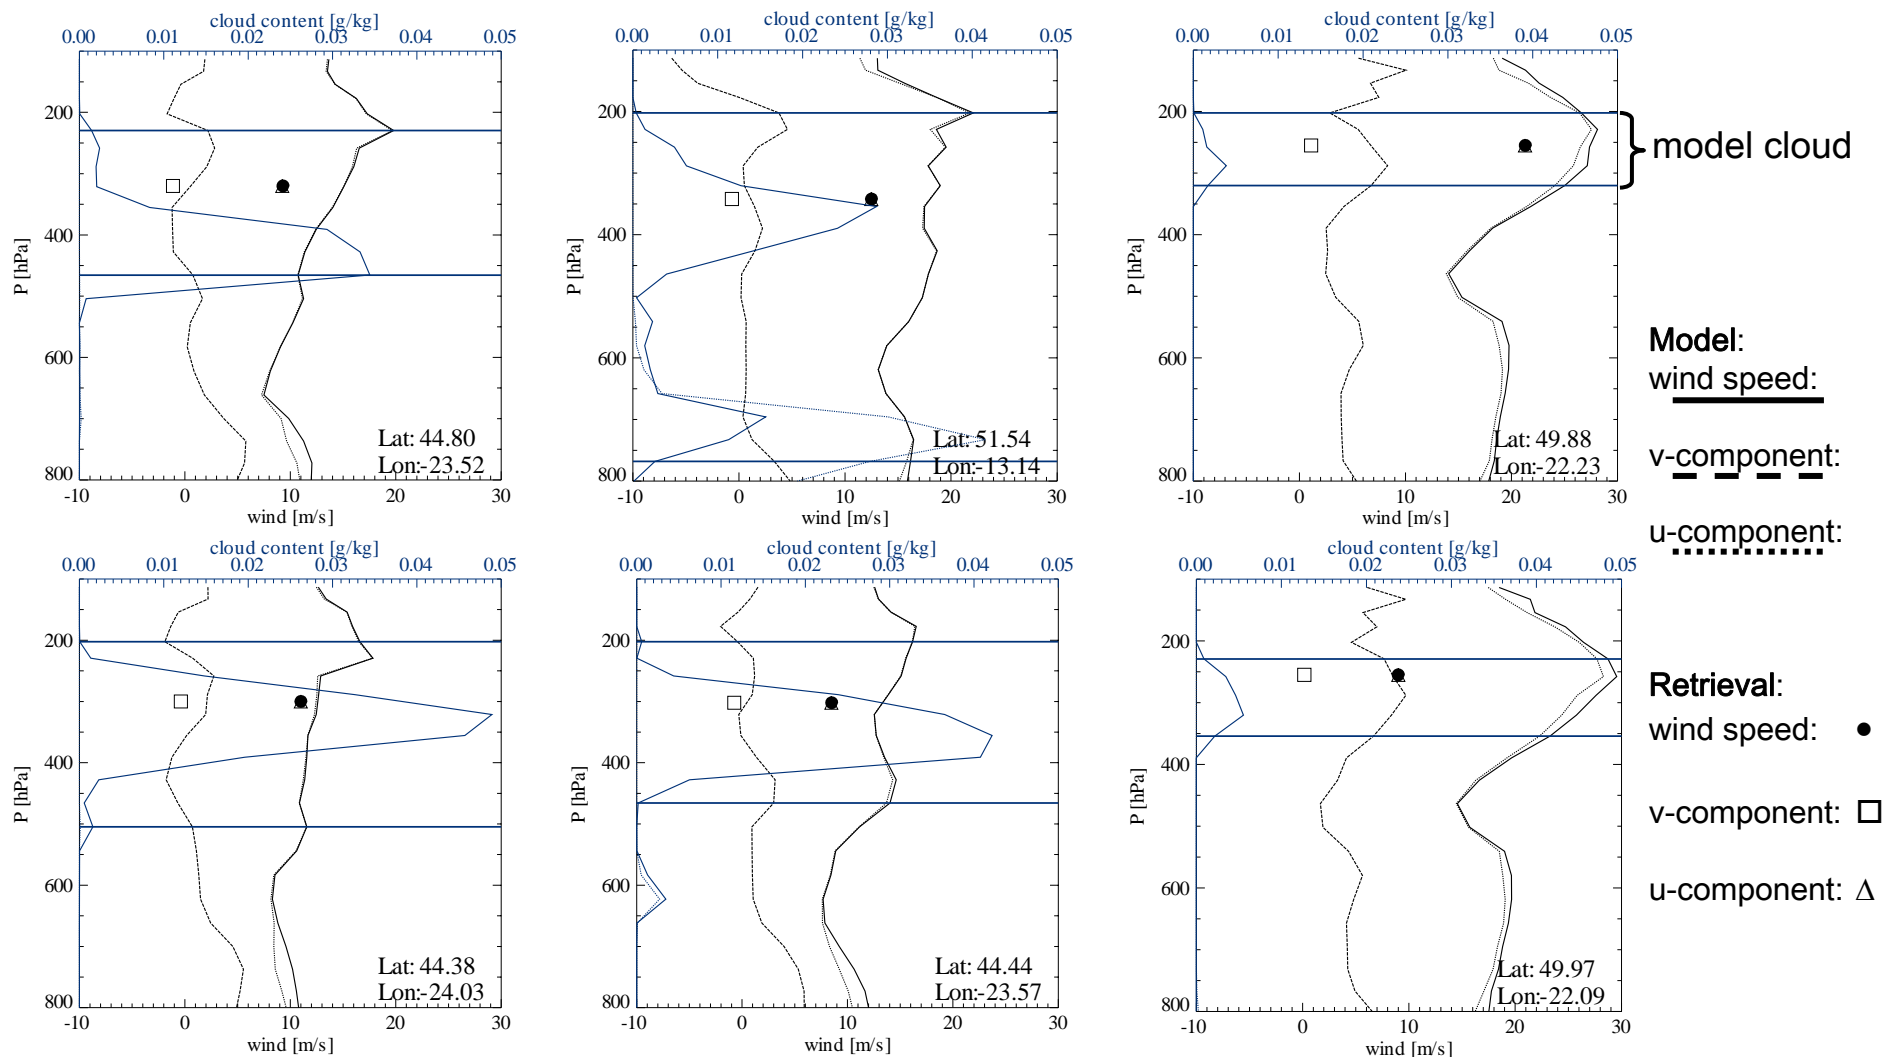 cloud content [g/kg]
0.00 0.01 0.02 0.03 0.04 0.05
200
400
600
800
P [hPa]
Lat: 44.80
Lon:-23.52
-10 0 10 20 30
wind [m/s]
cloud content [g/kg]
0.00 0.01 0.02 0.03 0.04 0.05
200
400
600
800
P [hPa]
Lat: 51.54
Lon:-13.14
-10 0 10 20 30
wind [m/s]
cloud content [g/kg]
0.00 0.01 0.02 0.03 0.04 0.05
200
400
600
800
P [hPa]
Lat: 49.88
Lon:-22.23
-10 0 10 20 30
wind [m/s]
model cloud
Model:
wind speed:
v-component:
u-component:
cloud content [g/kg]
0.00 0.01 0.02 0.03 0.04 0.05
200
400
600
800
P [hPa]
Lat: 44.38
Lon:-24.03
-10 0 10 20 30
wind [m/s]
cloud content [g/kg]
0.00 0.01 0.02 0.03 0.04 0.05
200
400
600
800
P [hPa]
Lat: 44.44
Lon:-23.57
-10 0 10 20 30
wind [m/s]
cloud content [g/kg]
0.00 0.01 0.02 0.03 0.04 0.05
200
400
600
800
P [hPa]
Lat: 49.97
Lon:-22.09
-10 0 10 20 30
wind [m/s]
Retrieval:
wind speed:
v-component:
u-component: